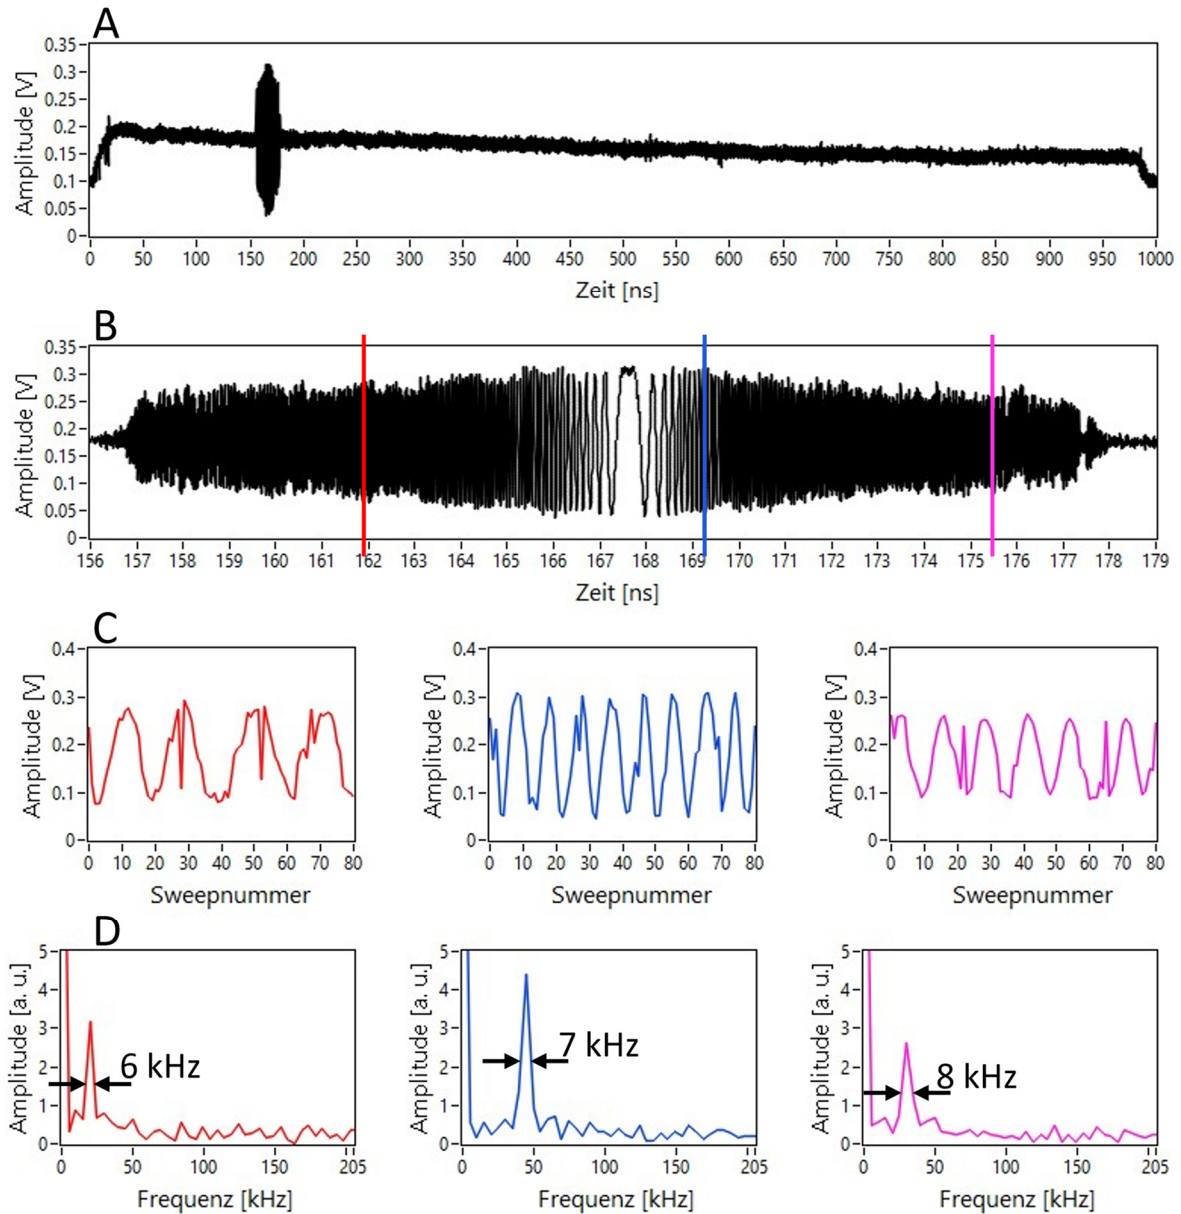 A
Amplitude [V]
0.35
0.3
0.25
0.2
0.15
0.1
0.05
0
0 50 100 150 200 250 300 350 400 450 500 550 600 650 700 750 800 850 900 950 1000
Zeit [ns]
B
Amplitude [V]
0.35
0.3
0.25
0.2
0.15
0.1
0.05
0
156 157 158 159 160 161 162 163 164 165 166 167 168 169 170 171 172 173 174 175 176 177 178 179
Zeit [ns]
C
Amplitude [V]
0.4
0.3
0.2
0.1
0
0 10 20 30 40 50 60 70 80
Sweepnummer
Amplitude [V]
0.4
0.3
0.2
0.1
0
0 10 20 30 40 50 60 70 80
Sweepnummer
Amplitude [V]
0.4
0.3
0.2
0.1
0
0 10 20 30 40 50 60 70 80
Sweepnummer
D
Amplitude [a. u.]
5
4
3
2
1
0
6 kHz
0 50 100 150 205
Frequenz [kHz]
Amplitude [a. u.]
5
4
3
2
1
0
7 kHz
0 50 100 150 205
Frequenz [kHz]
Amplitude [a. u.]
5
4
3
2
1
0
8 kHz
0 50 100 150 205
Frequenz [kHz]